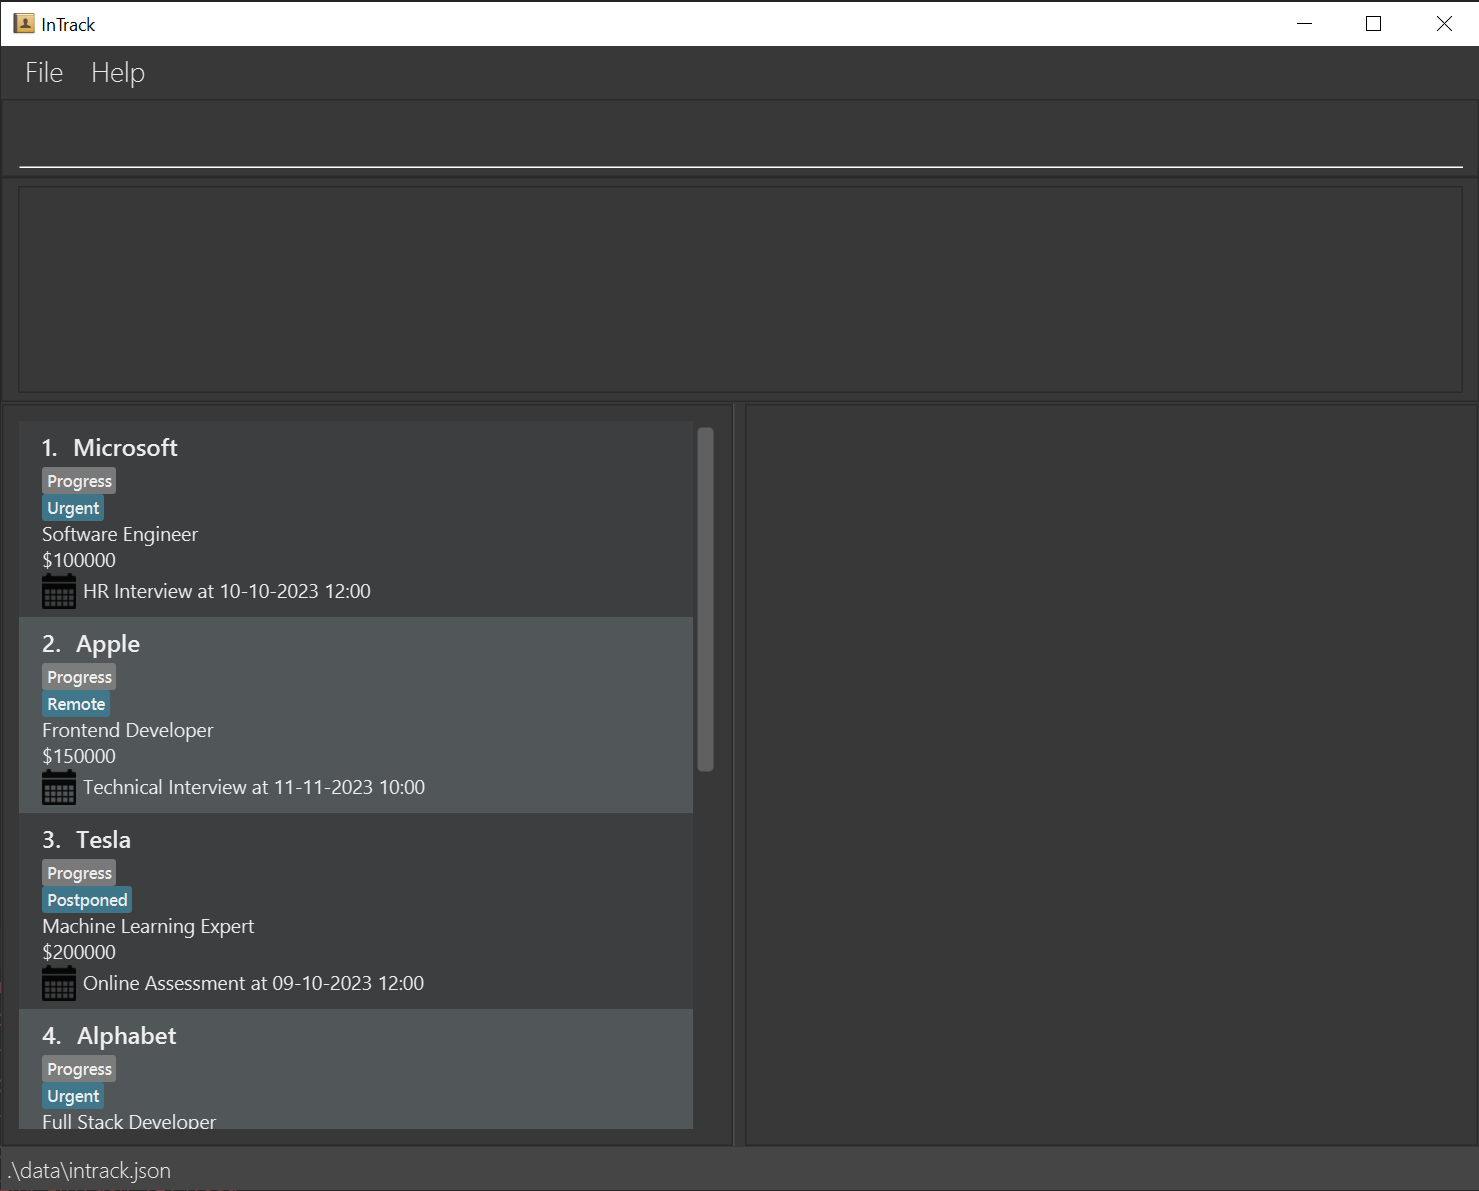 InTrack
File Help
1. Microsoft
Progress
Urgent
Software Engineer
$100000
HR Interview at 10-10-2023 12:00
2. Apple
Progress
Remote
Frontend Developer
$150000
Technical Interview at 11-11-2023 10:00
3. Tesla
Progress
Postponed
Machine Learning Expert
$200000
Online Assessment at 09-10-2023 12:00
4. Alphabet
Progress
Urgent
Full Stack Developer
.\data\intrack.json